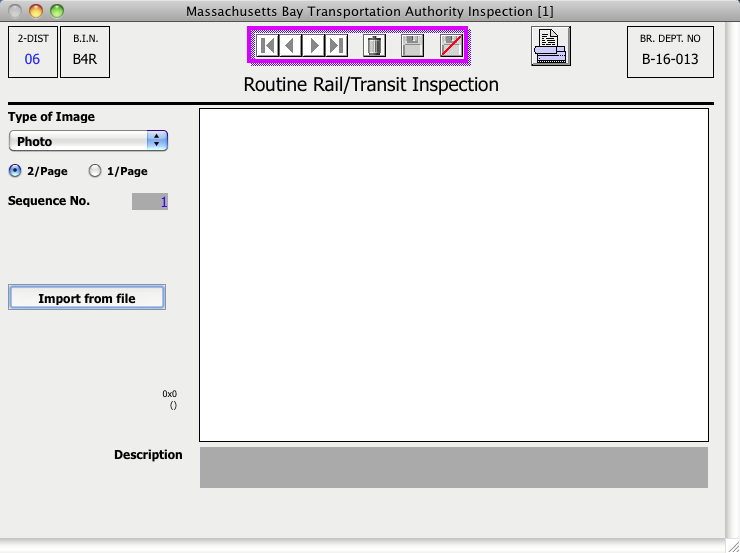 Massachusetts Bay Transportation Authority Inspection [1]
2-DIST
06
B.I.N.
B4R
BR. DEPT. NO
B-16-013
Routine Rail/Transit Inspection
Type of Image
Photo
2/Page 1/Page
Sequence No. 1
Import from file
0x0
()
Description